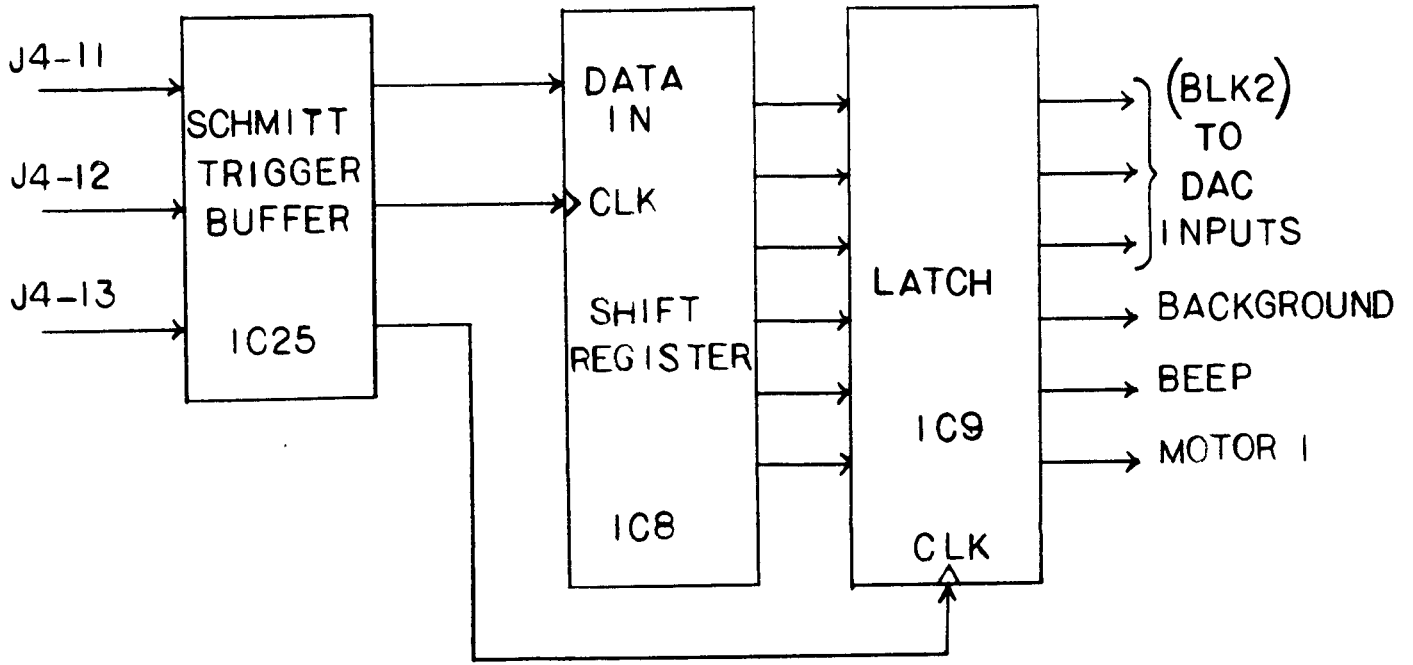 J4-11
J4-12
J4-13
SCHMITT
TRIGGER
BUFFER
IC25
DATA
IN
CLK
SHIFT
REGISTER
IC8
LATCH
IC9
CLK
(BLK2)
TO
DAC
INPUTS
BACKGROUND
BEEP
MOTOR 1